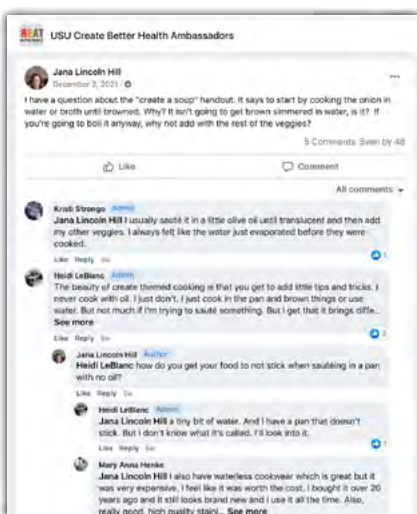 USU Create Better Health Ambassadors
Jana Lincoln Hill
December 2, 2021
I have a question about the "create a soup" handout. It says to start by cooking the onion in
water or broth until browned. Why? It isn't going to get brown simmered in water, is it? If
you're going to boil it anyway, why not add with the rest of the veggies?
5 Comments Seen by 48
Like
Comment
All comments
Kristi Strongo Admin
Jana Lincoln Hill I usually sauté it in a little olive oil until translucent and then add
my other veggies. I always felt like the water just evaporated before they were
cooked.
Like Reply 5w
1
Heidi LeBlanc Admin
The beauty of create themed cooking is that you get to add little tips and tricks. I
never cook with oil. I just don't. I just cook in the pan and brown things or use
water. But not much if I'm trying to sauté something. But I get that it brings diffe...
See more
Like Reply 5w
2
Jana Lincoln Hill Author
Heidi LeBlanc how do you get your food to not stick when sautéing in a pan
with no oil?
Like Reply 5w
Heidi LeBlanc Admin
Jana Lincoln Hill a tiny bit of water. And I have a pan that doesn't
stick. But I don't know what it's called. I'll look into it.
Like Reply 5w
1
Mary Anna Henke
Jana Lincoln Hill I also have waterless cookware which is great but it
was very expensive. I feel like it was worth the cost. I bought it over 20
years ago and it still looks brand new and I use it all the time. Also,
really good, high quality stainl... See more